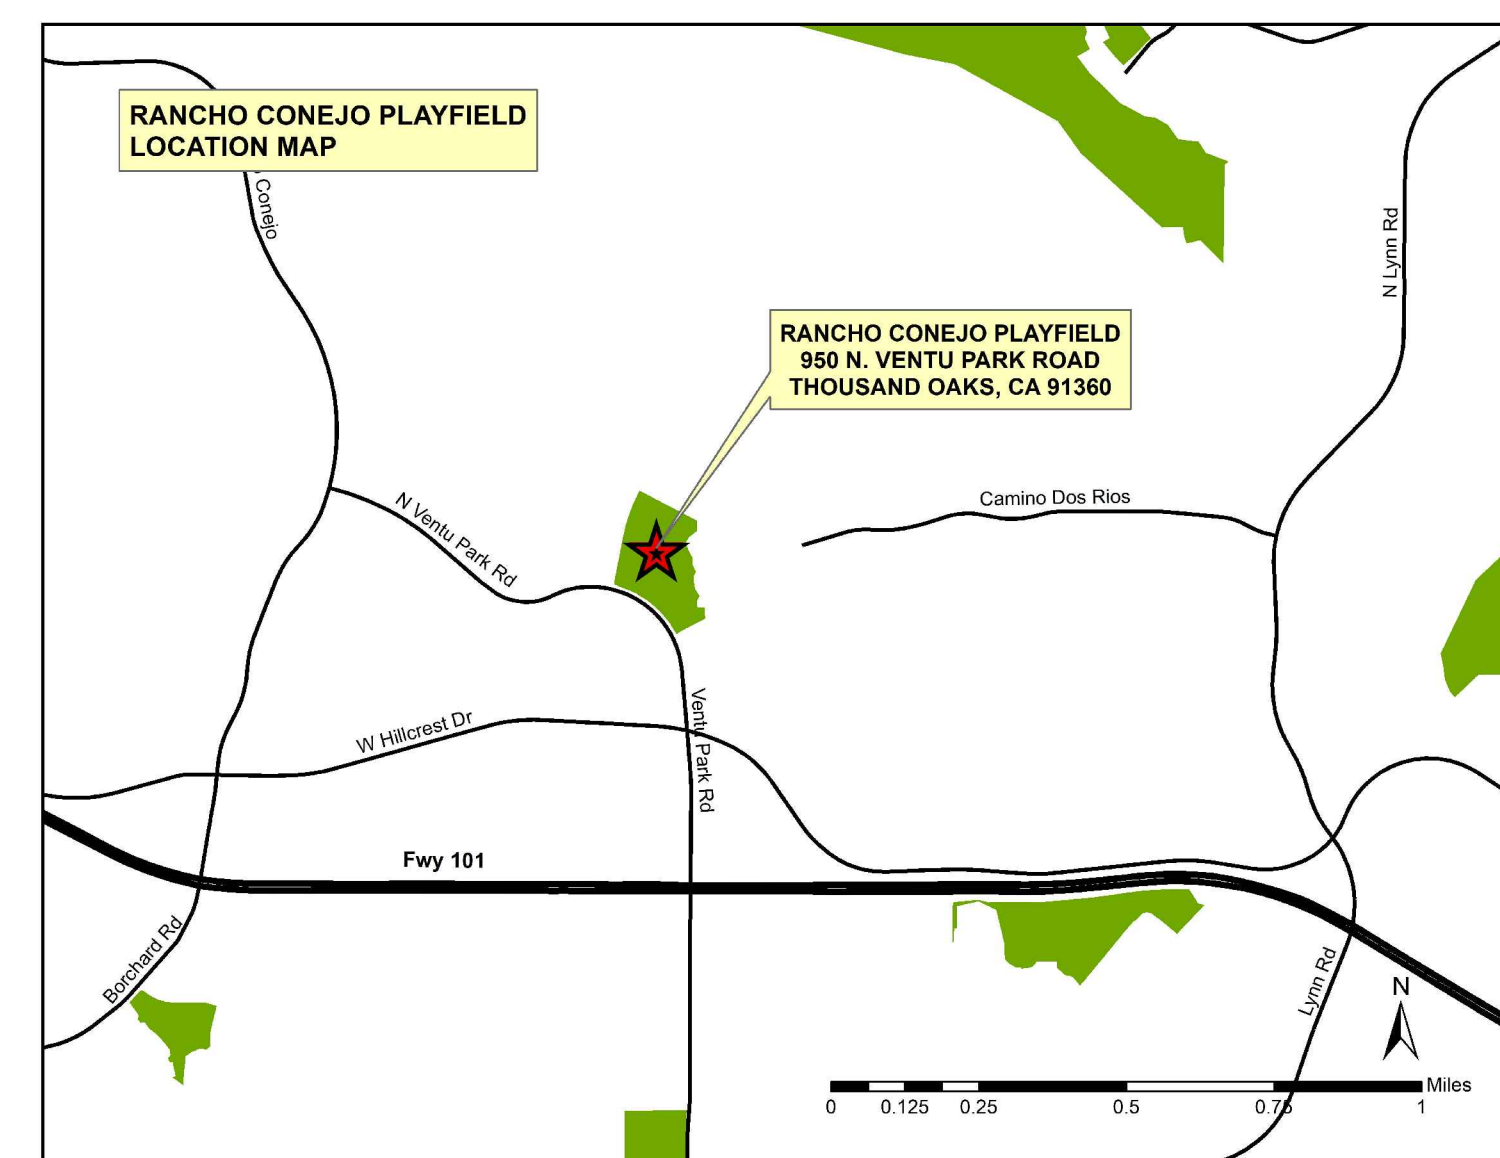 RANCHO CONEJO PLAYFIELD
LOCATION MAP
Conejo
N Lynn Rd
RANCHO CONEJO PLAYFIELD
950 N. VENTU PARK ROAD
THOUSAND OAKS, CA 91360
N Ventu Park Rd
Camino Dos Rios
Ventu Park Rd
W Hillcrest Dr
Fwy 101
Borchard Rd
Lynn Rd
N
Miles
0 0.125 0.25 0.5 0.75 1